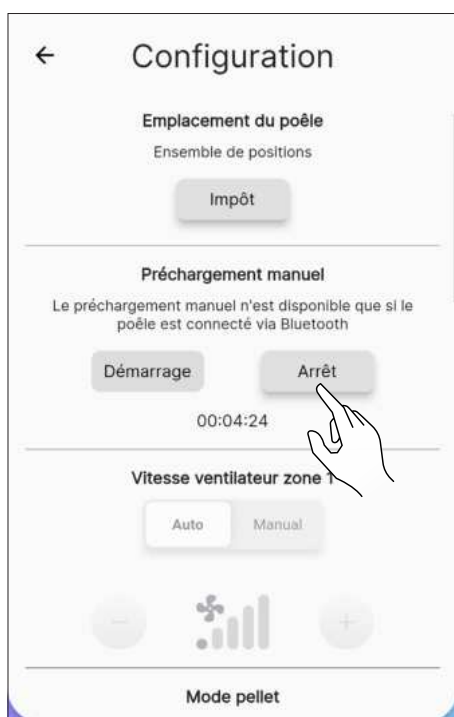 Configuration
Emplacement du poêle
Ensemble de positions
Impôt
Préchargement manuel
Le préchargement manuel n'est disponible que si le
poêle est connecté via Bluetooth
Démarrage Arrêt
00:04:24
Vitesse ventilateur zone 1
Auto Manual
Mode pellet